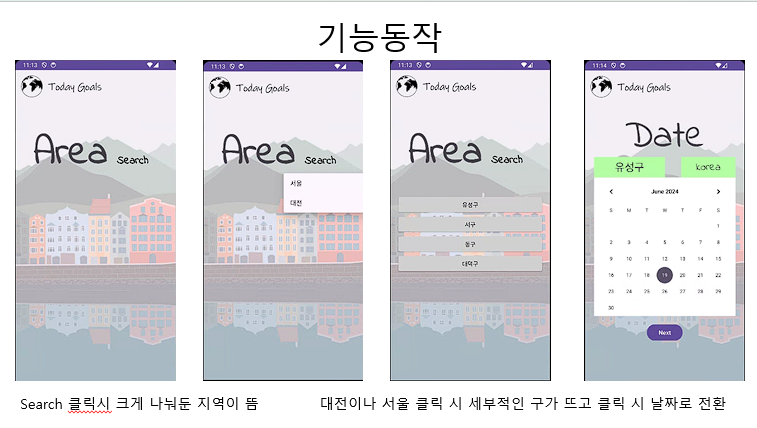 기능동작
11:13
Today Goals
Area Search
11:13
Today Goals
Area Search
서울
대전
11:13
Today Goals
Area Search
유성구
서구
동구
대덕구
11:14
Today Goals
Date
유성구 korea
June 2024
S M T W T F S
1
2 3 4 5 6 7 8
9 10 11 12 13 14 15
16 17 18 19 20 21 22
23 24 25 26 27 28 29
30
Next
Search 클릭시 크게 나눠둔 지역이 뜸
대전이나 서울 클릭 시 세부적인 구가 뜨고 클릭 시 날짜로 전환